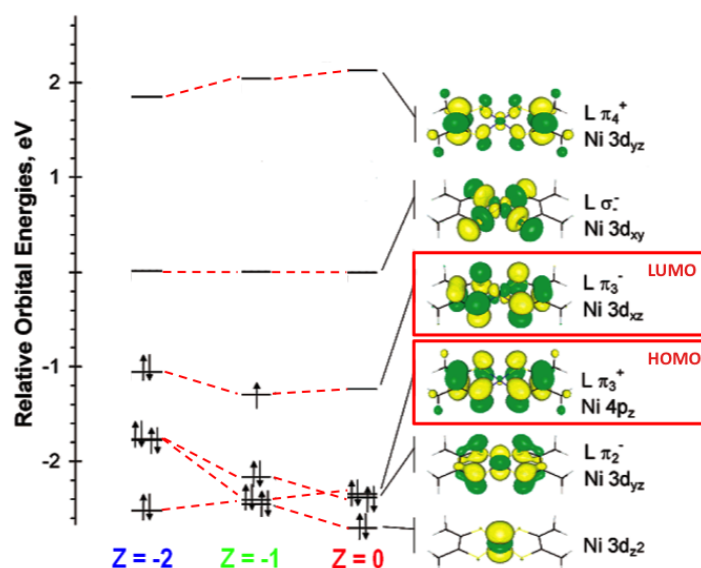 Relative Orbital Energies, eV
2
1
-1
-2
Z = -2
Z = -1
Z = 0
L π₄⁺
Ni 3dyz
L σ₋⁻
Ni 3dxy
LUMO
L π₃⁻
Ni 3dxz
HOMO
L π₃⁺
Ni 4pz
L π₂⁻
Ni 3dyz
Ni 3dz²